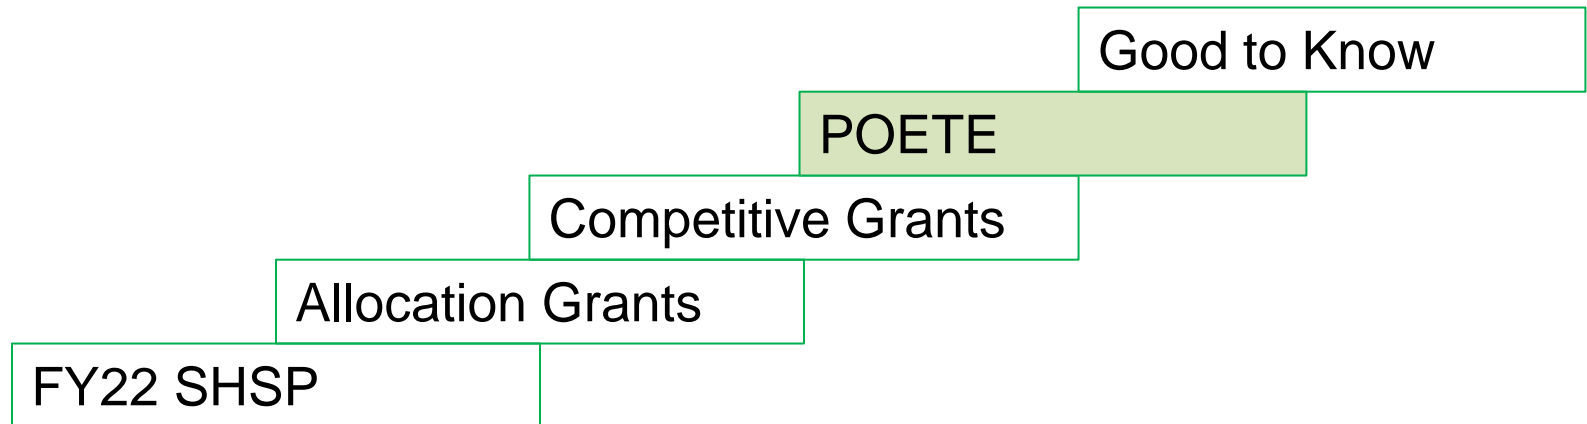 Good to Know
POETE
Competitive Grants
Allocation Grants
FY22 SHSP